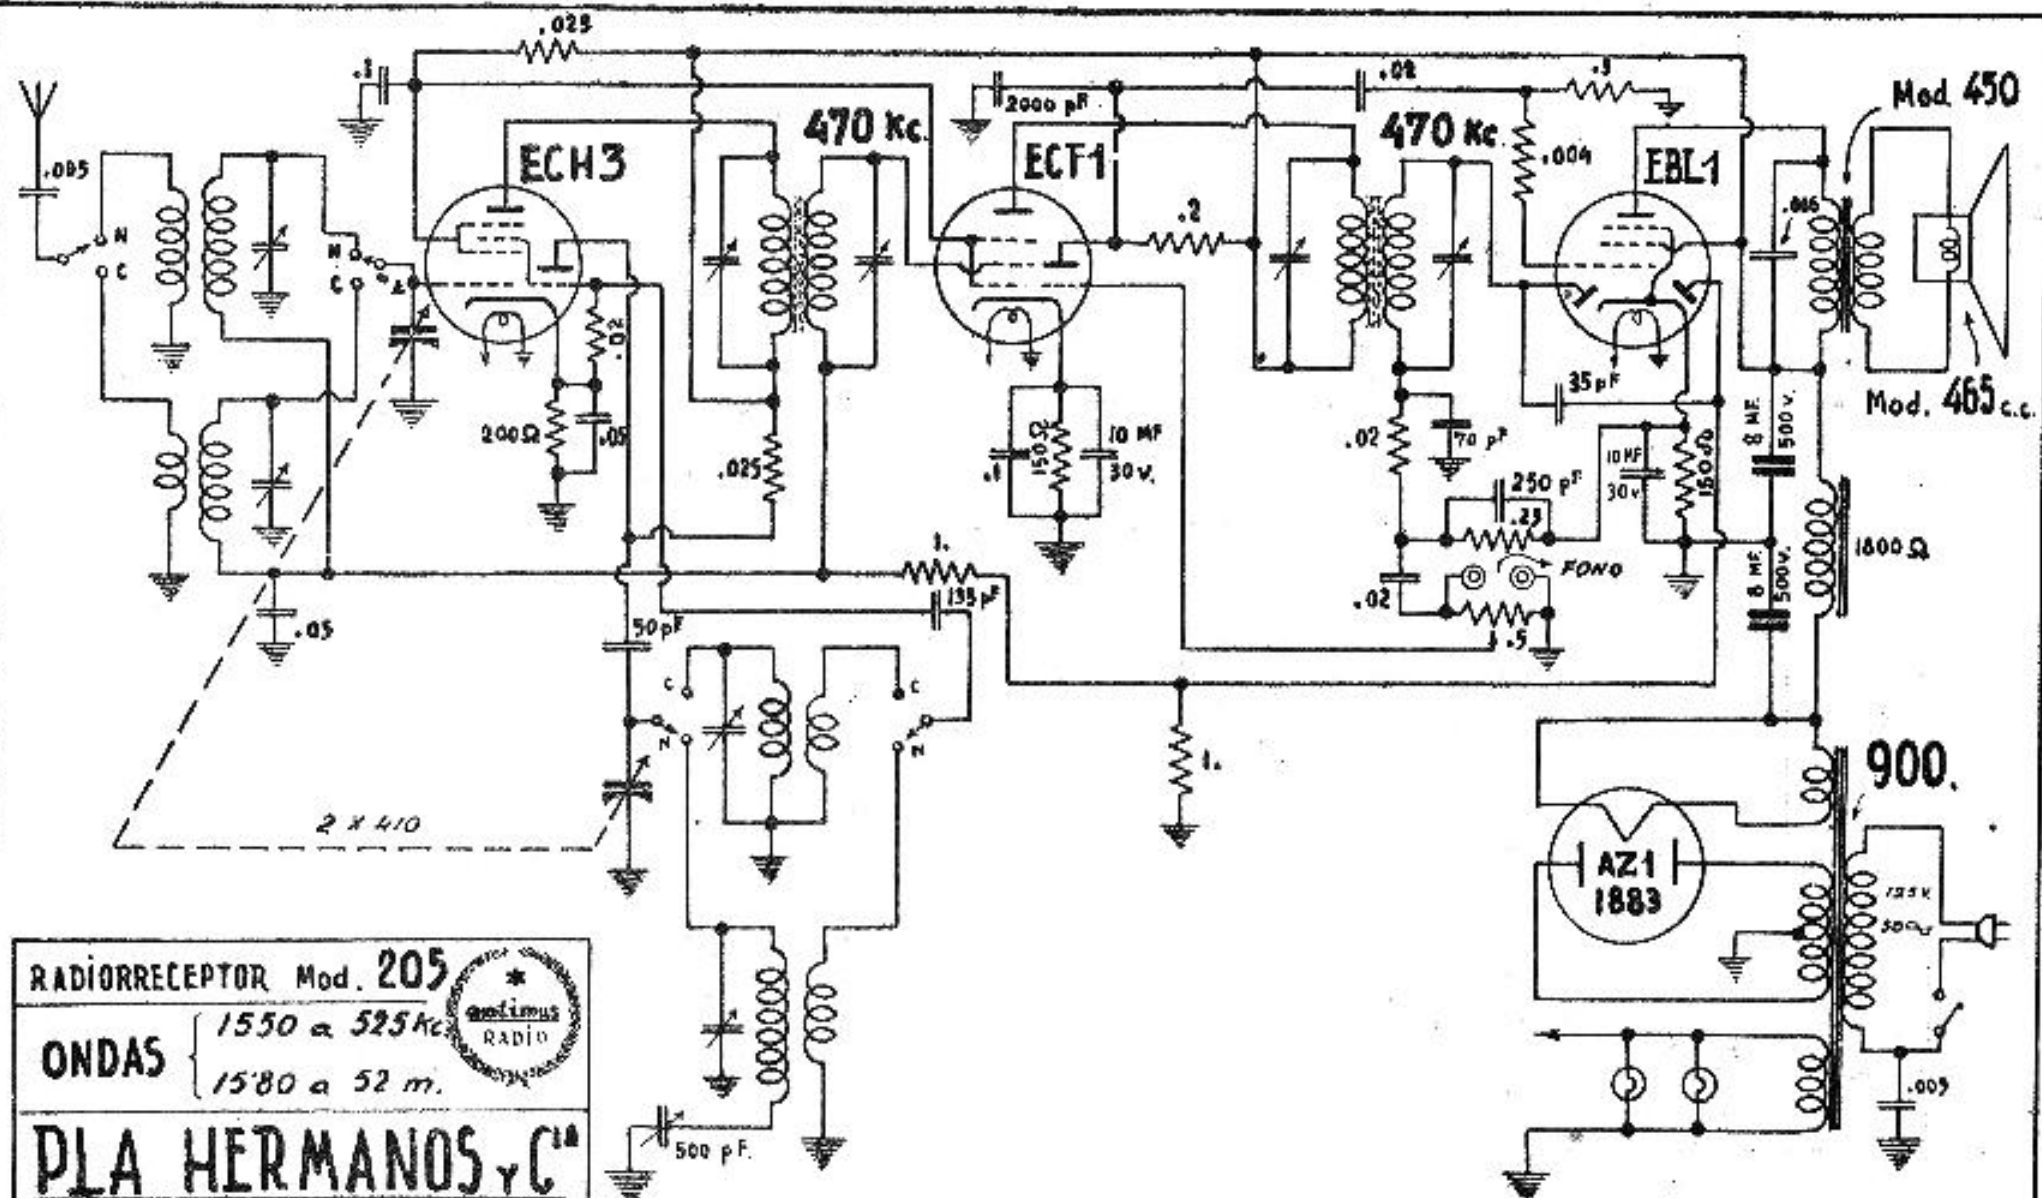 .025
.1
2000 pF
.02
.5
Mod 450
.005
ECH3
470 Kc.
ECF1
470 Kc.
.004
EBL1
.006
N
C
N
C
.2
.02
200Ω
.05
.025
.1
150Ω
10 MF
30 v.
.02
70 pF
35 pF
250 pF
.25
10 MF
30 v.
150Ω
8 MF.
500 v.
Mod. 465 c.c.
1800 Ω
8 MF.
500 v.
FONO
.02
.5
1.
135 pF
.05
50 pF
C
N
C
N
1.
2 X 410
900.
AZ1
1883
125 V.
.005
500 pF.
RADIORRECEPTOR Mod. 205
optimus
RADIO
ONDAS
1550 a 525 Kc.
15'80 a 52 m.
PLA HERMANOS Y Cia